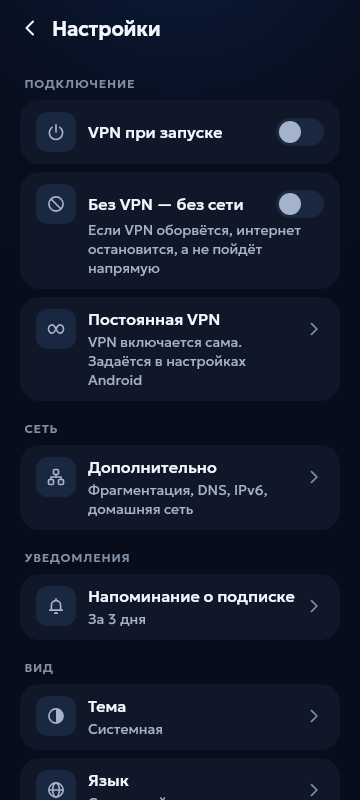 Настройки
ПОДКЛЮЧЕНИЕ
VPN при запуске
Без VPN — без сети
Если VPN оборвётся, интернет
остановится, а не пойдёт
напрямую
Постоянная VPN
VPN включается сама.
Задаётся в настройках
Android
СЕТЬ
Дополнительно
Фрагментация, DNS, IPv6,
домашняя сеть
УВЕДОМЛЕНИЯ
Напоминание о подписке
За 3 дня
ВИД
Тема
Системная
Язык